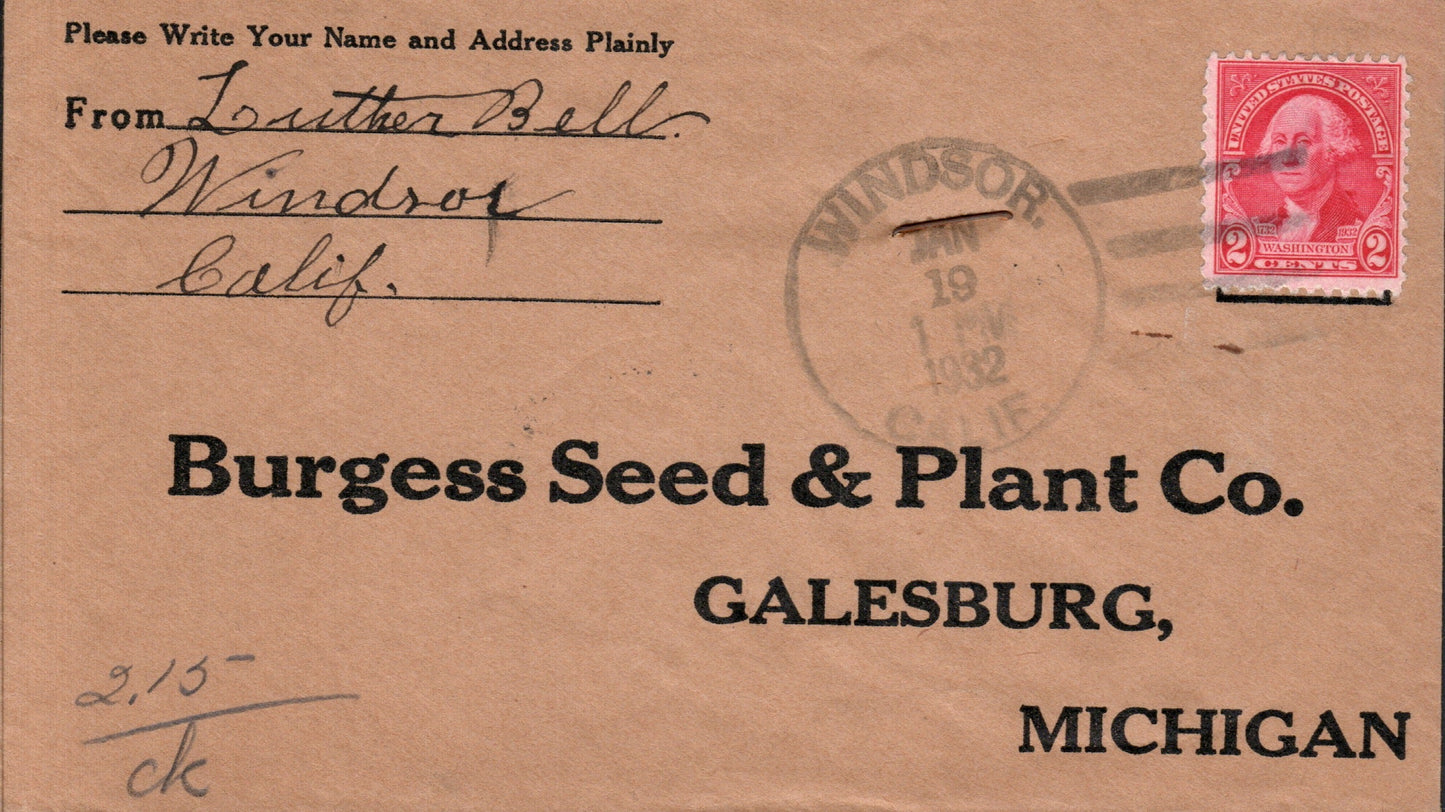 Please Write Your Name and Address Plainly
From Luther Bell.
Windsor
Calif.
WINDSOR.
JAN
19
1 PM
1932
CALIF.
UNITED STATES POSTAGE
1732 1932
2 WASHINGTON 2
CENTS
Burgess Seed & Plant Co.
GALESBURG,
MICHIGAN
2.15
ck